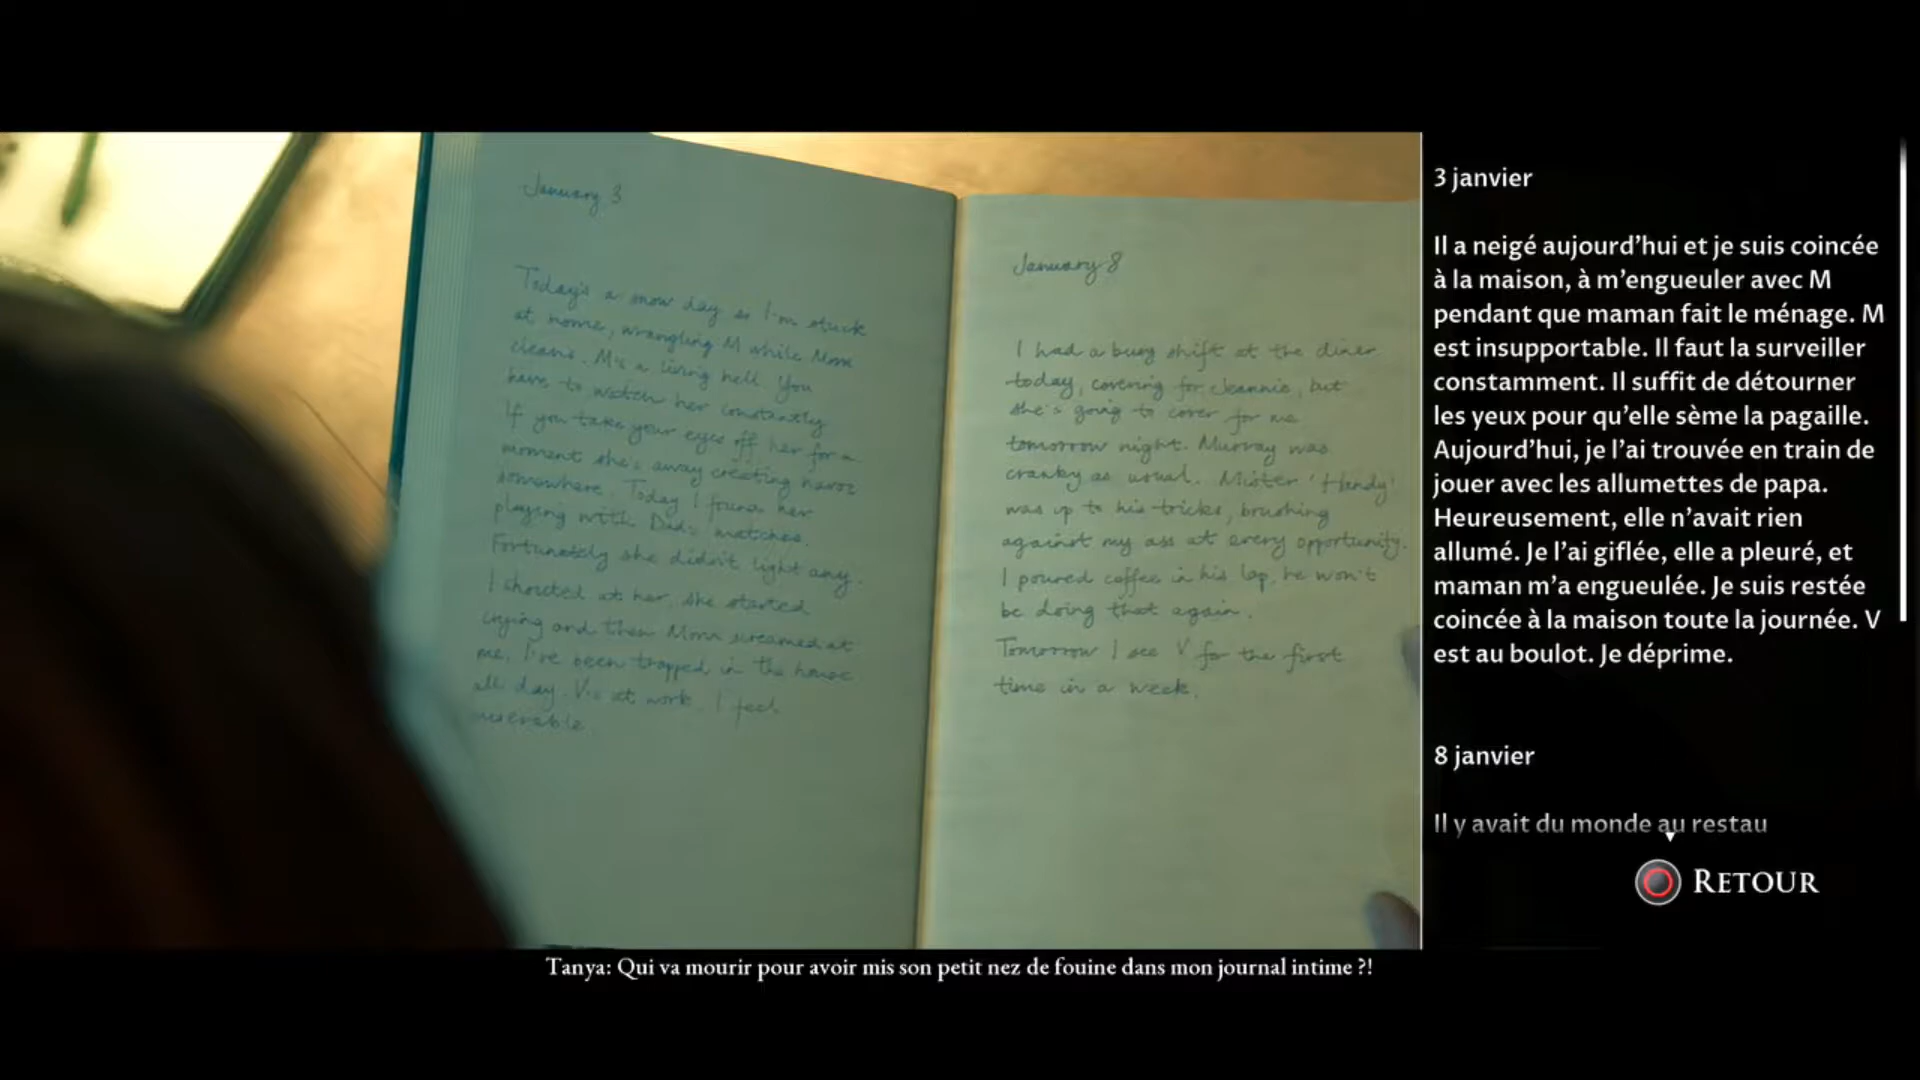 January 3
Today's a snow day so I'm stuck
at home, wrangling M while Mom
cleans. M's a living hell. You
have to watch her constantly
If you take your eyes off her for a
moment she's away creating havoc
somewhere. Today I found her
playing with Dad's matches.
Fortunately she didn't light any.
I shouted at her, she started
crying and then Mom screamed at
me. I've been trapped in the house
all day. V's at work. I feel
miserable.
January 8
I had a busy shift at the diner
today, covering for Jeannie, but
she's going to cover for me
tomorrow night. Murray was
cranky as usual. Mister 'Handy'
was up to his tricks, brushing
against my ass at every opportunity.
I poured coffee in his lap, he won't
be doing that again.
Tomorrow I see V for the first
time in a week.
3 janvier
Il a neigé aujourd'hui et je suis coincée
à la maison, à m'engueuler avec M
pendant que maman fait le ménage. M
est insupportable. Il faut la surveiller
constamment. Il suffit de détourner
les yeux pour qu'elle sème la pagaille.
Aujourd'hui, je l'ai trouvée en train de
jouer avec les allumettes de papa.
Heureusement, elle n'avait rien
allumé. Je l'ai giflée, elle a pleuré, et
maman m'a engueulée. Je suis restée
coincée à la maison toute la journée. V
est au boulot. Je déprime.
8 janvier
Il y avait du monde au restau
RETOUR
Tanya: Qui va mourir pour avoir mis son petit nez de fouine dans mon journal intime ?!